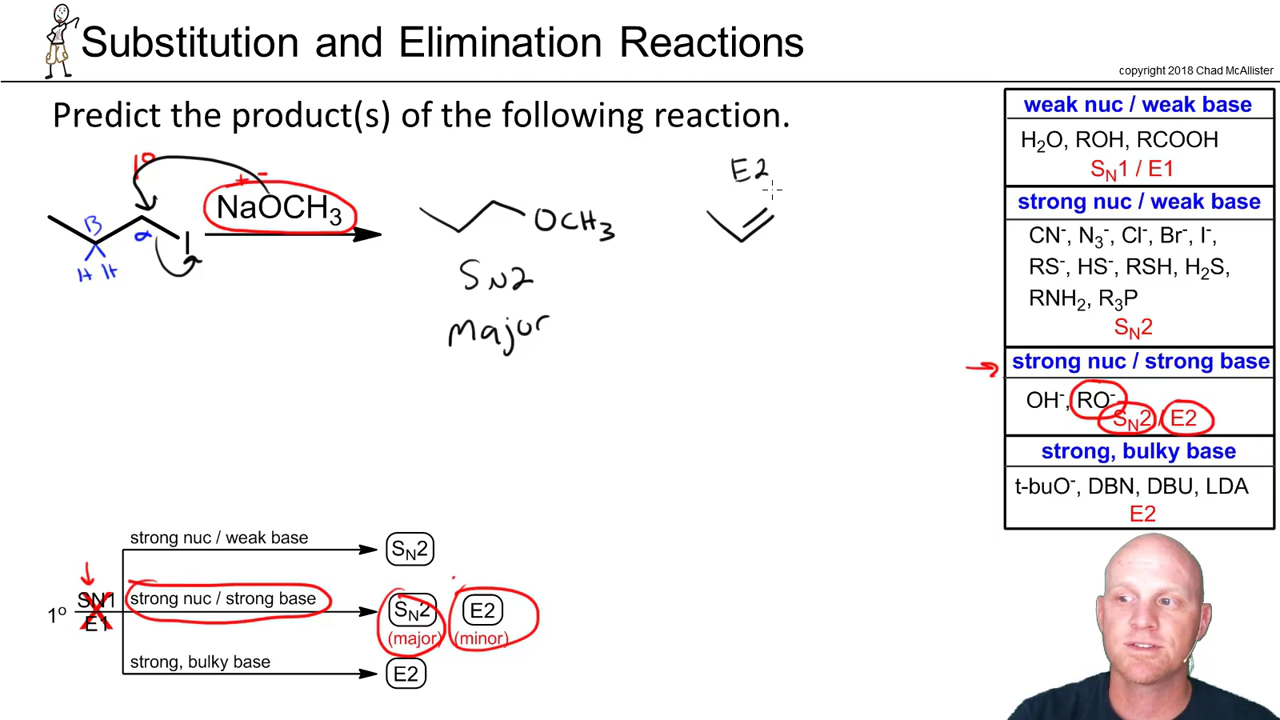 Substitution and Elimination Reactions
copyright 2018 Chad McAllister
Predict the product(s) of the following reaction.
1°
+ -
NaOCH3
β
α
H H
I
OCH3
SN2
Major
E2
weak nuc / weak base
H2O, ROH, RCOOH
SN1 / E1
strong nuc / weak base
CN-, N3-, Cl-, Br-, I-,
RS-, HS-, RSH, H2S,
RNH2, R3P
SN2
strong nuc / strong base
OH-, RO-
SN2 / E2
strong, bulky base
t-buO-, DBN, DBU, LDA
E2
strong nuc / weak base
SN2
1o
SN1
E1
strong nuc / strong base
SN2
(major)
E2
(minor)
strong, bulky base
E2